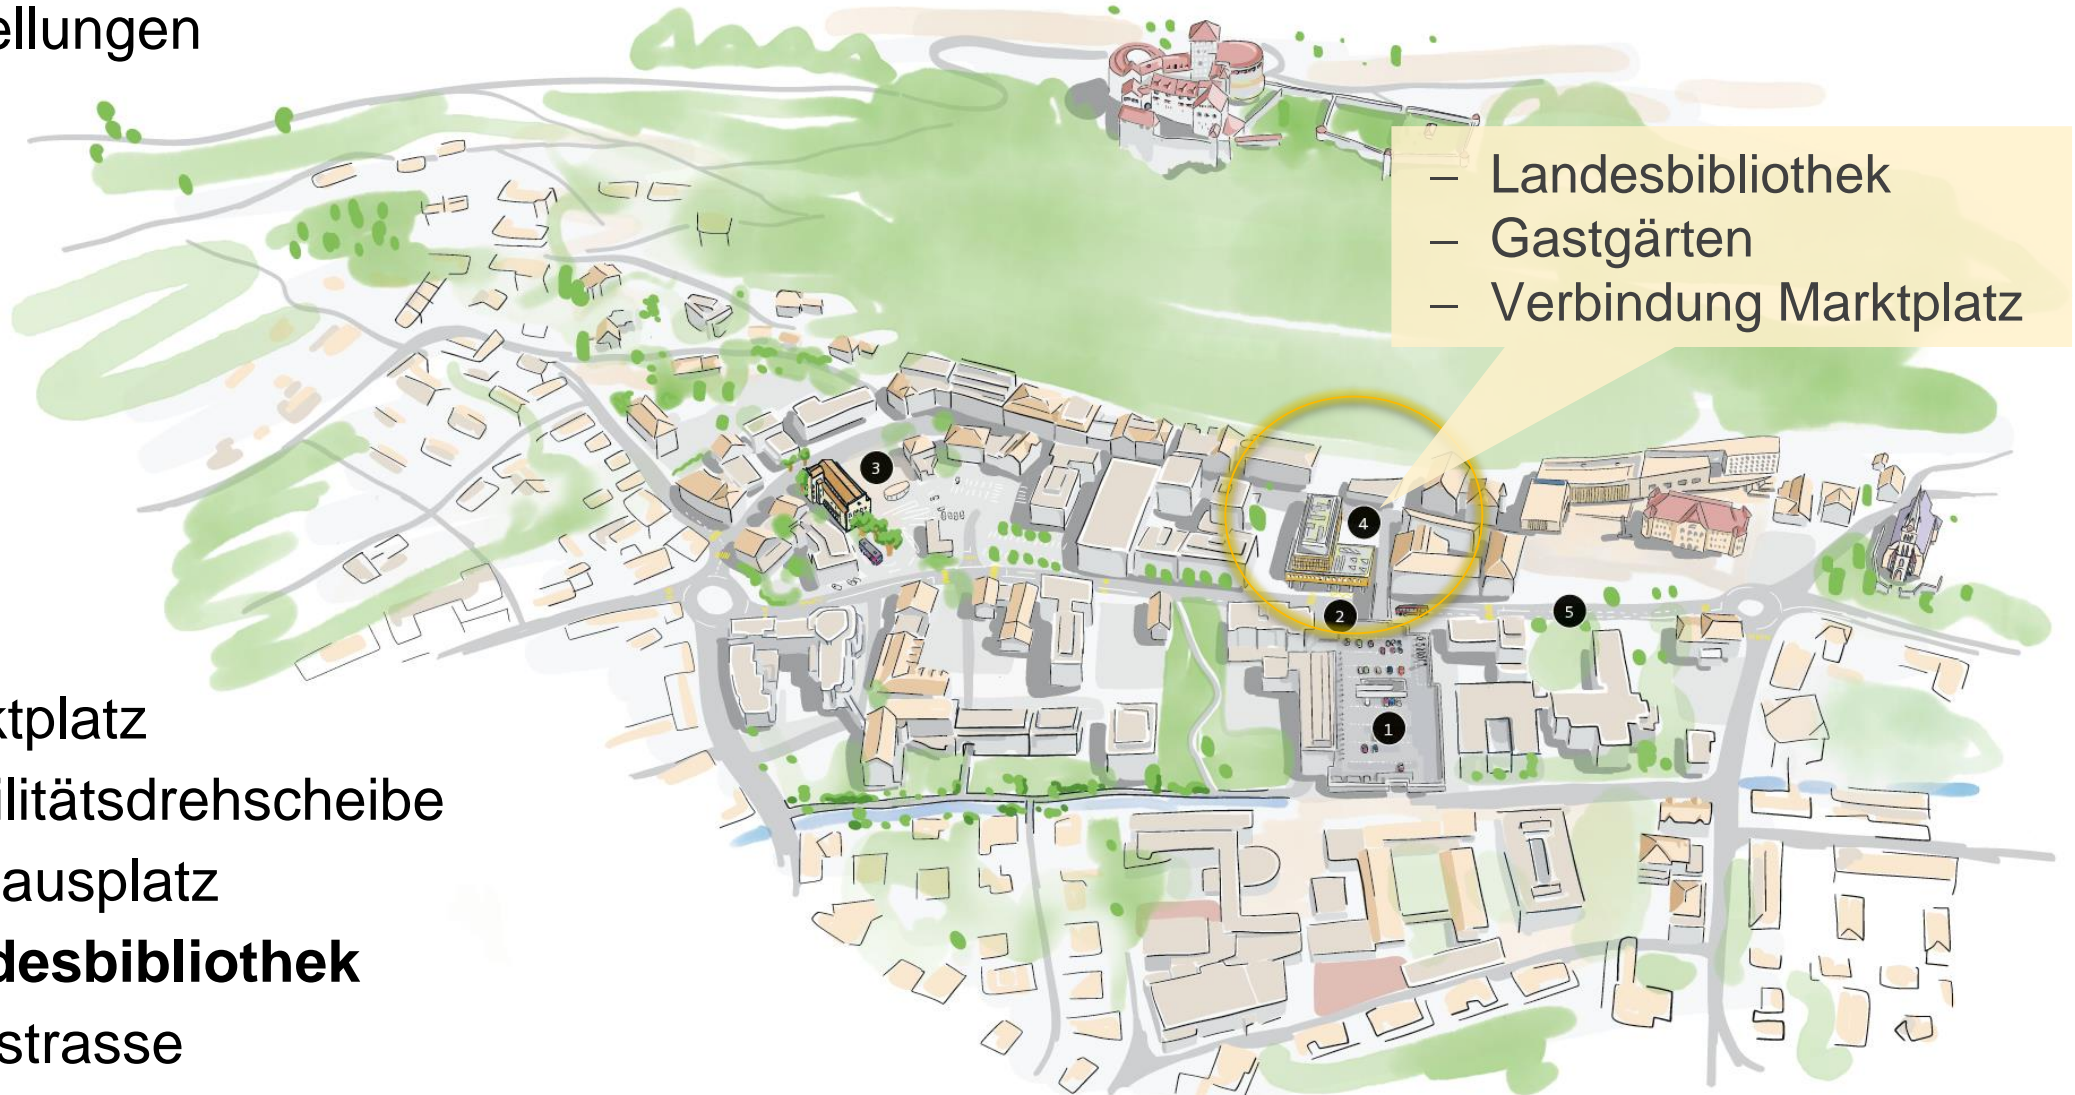 ellungen
– Landesbibliothek
– Gastgärten
– Verbindung Marktplatz
3
4
2
5
1
ktplatz
ilitätsdrehscheibe
ausplatz
desbibliothek
strasse